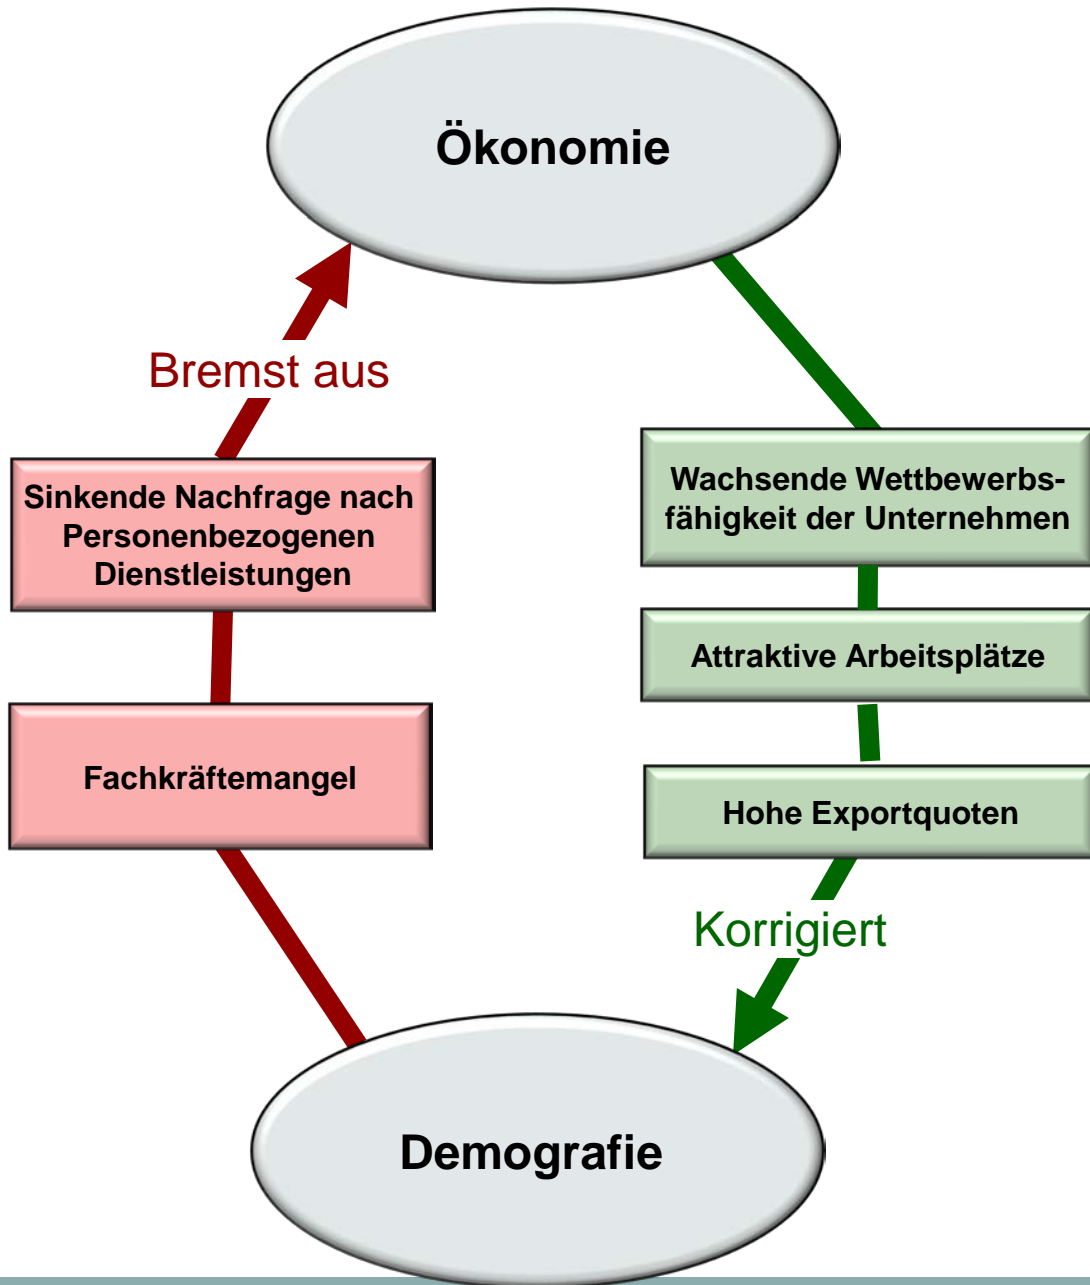 Ökonomie
Bremst aus
Sinkende Nachfrage nach
Personenbezogenen
Dienstleistungen
Fachkräftemangel
Wachsende Wettbewerbs-
fähigkeit der Unternehmen
Attraktive Arbeitsplätze
Hohe Exportquoten
Korrigiert
Demografie